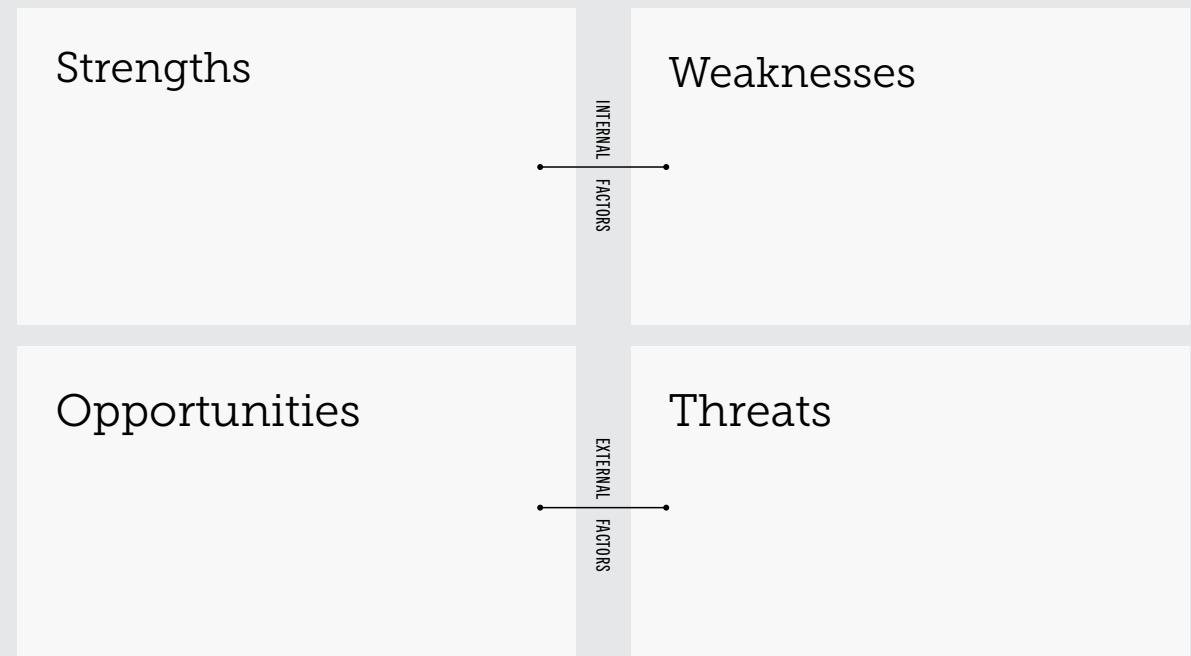 Strengths
Weaknesses
INTERNAL FACTORS
Opportunities
Threats
EXTERNAL FACTORS